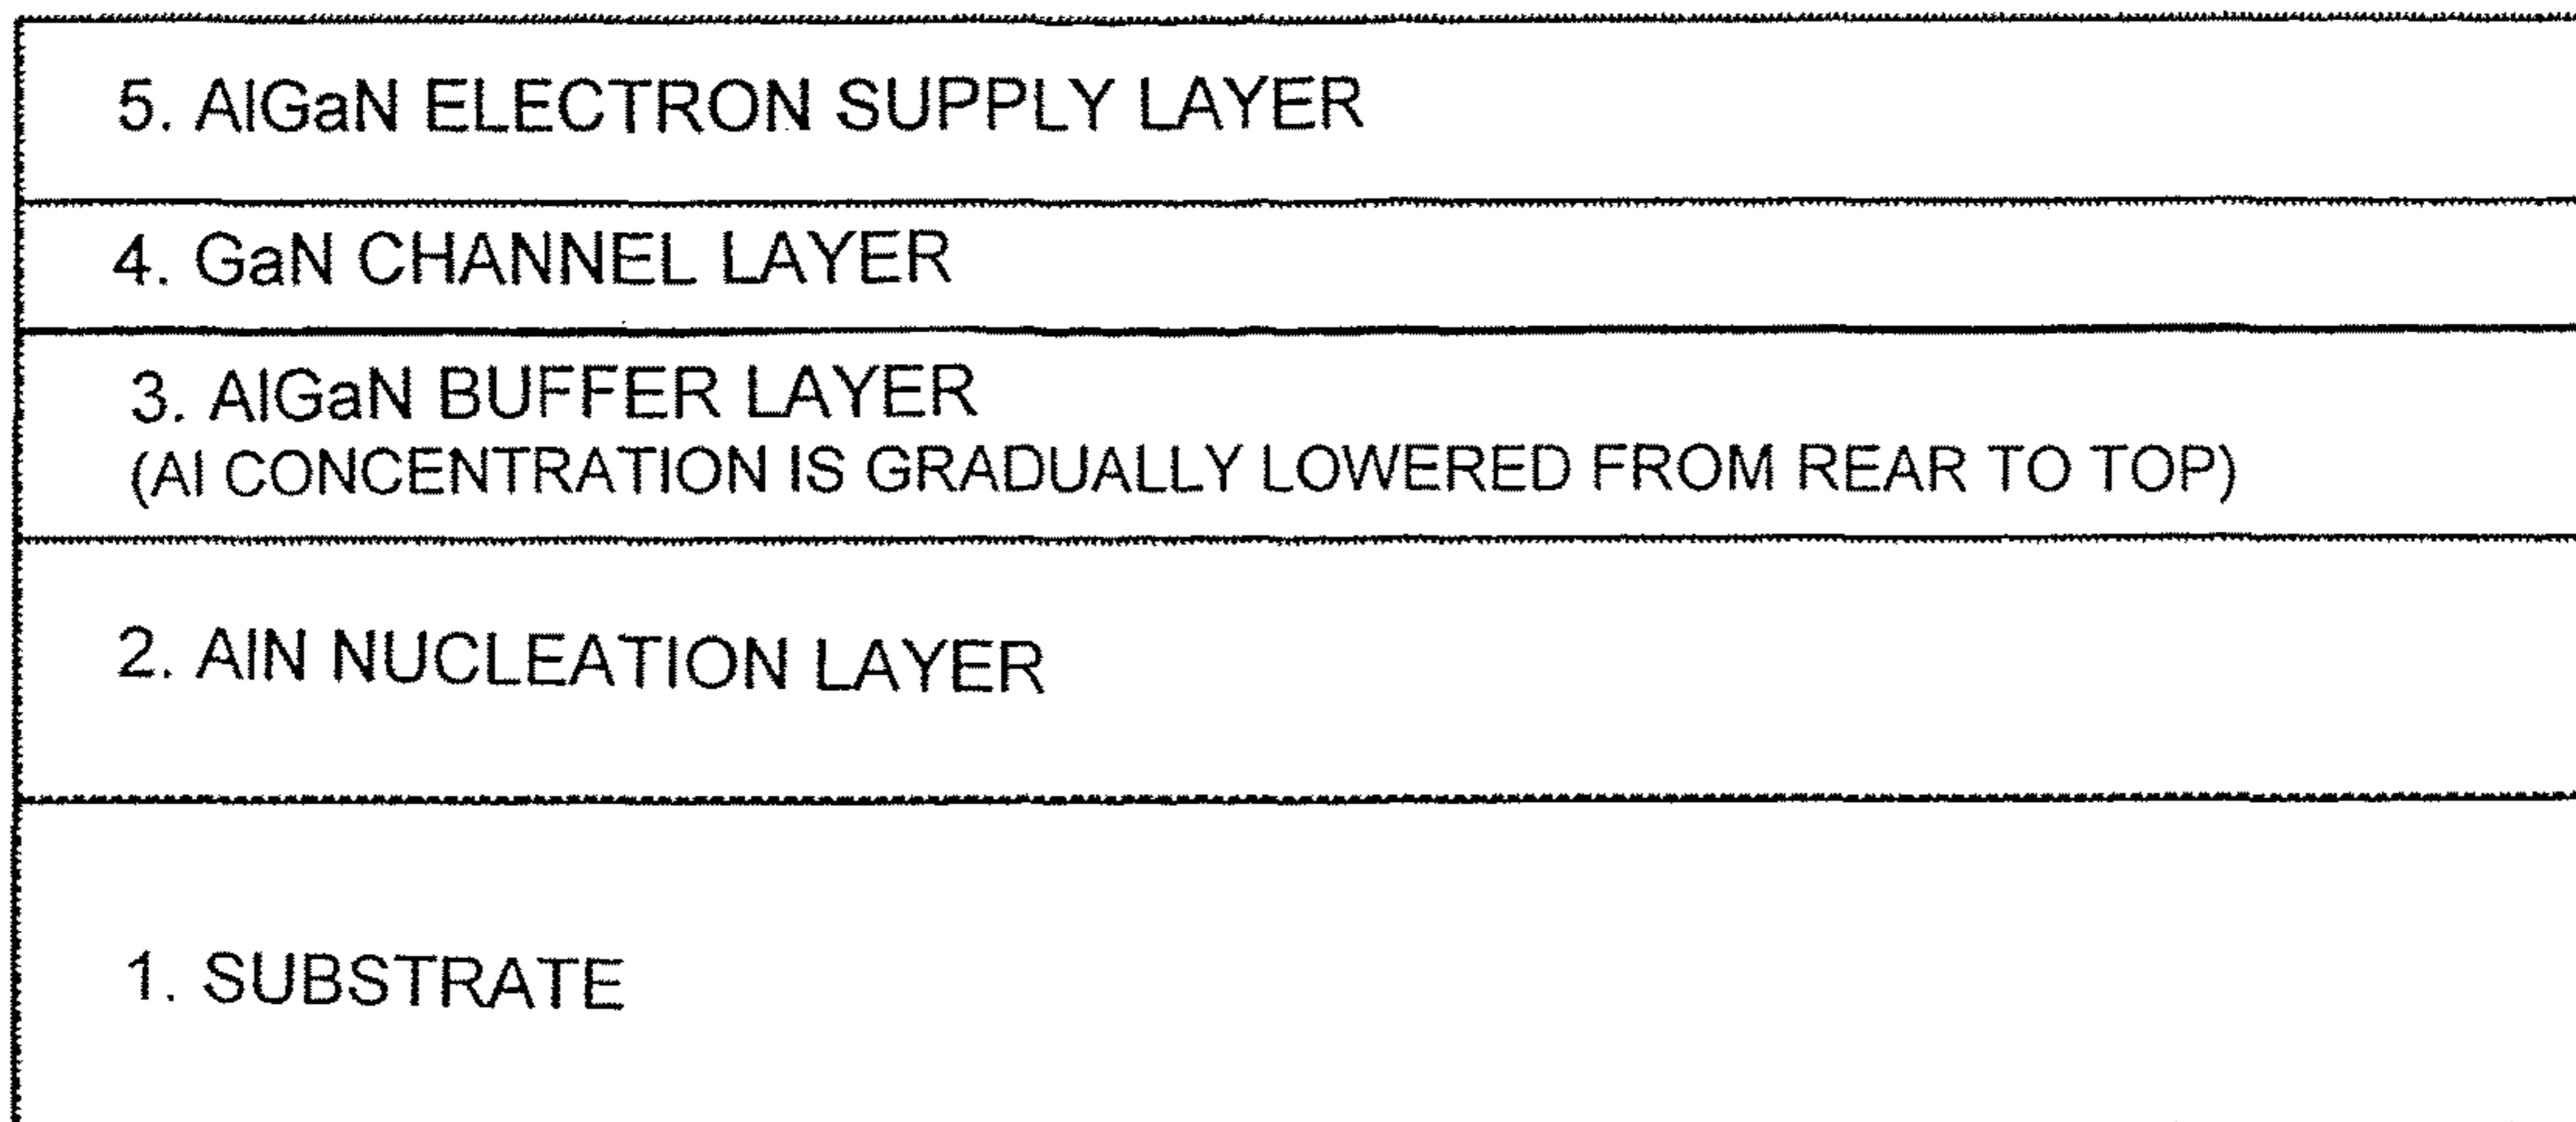 5. AlGaN ELECTRON SUPPLY LAYER
4. GaN CHANNEL LAYER
3. AlGaN BUFFER LAYER
(Al CONCENTRATION IS GRADUALLY LOWERED FROM REAR TO TOP)
2. AlN NUCLEATION LAYER
1. SUBSTRATE